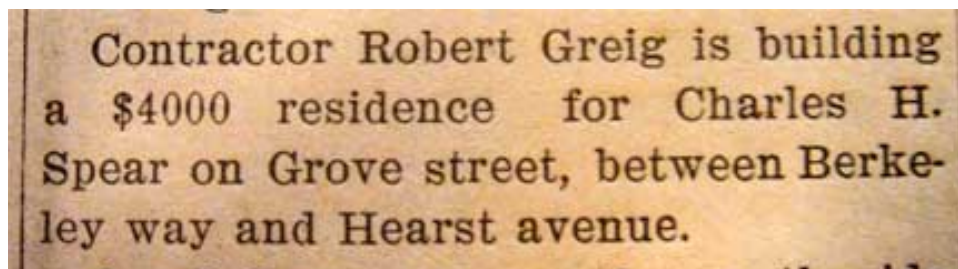 Contractor Robert Greig is building
a $4000 residence for Charles H.
Spear on Grove street, between Berke-
ley way and Hearst avenue.